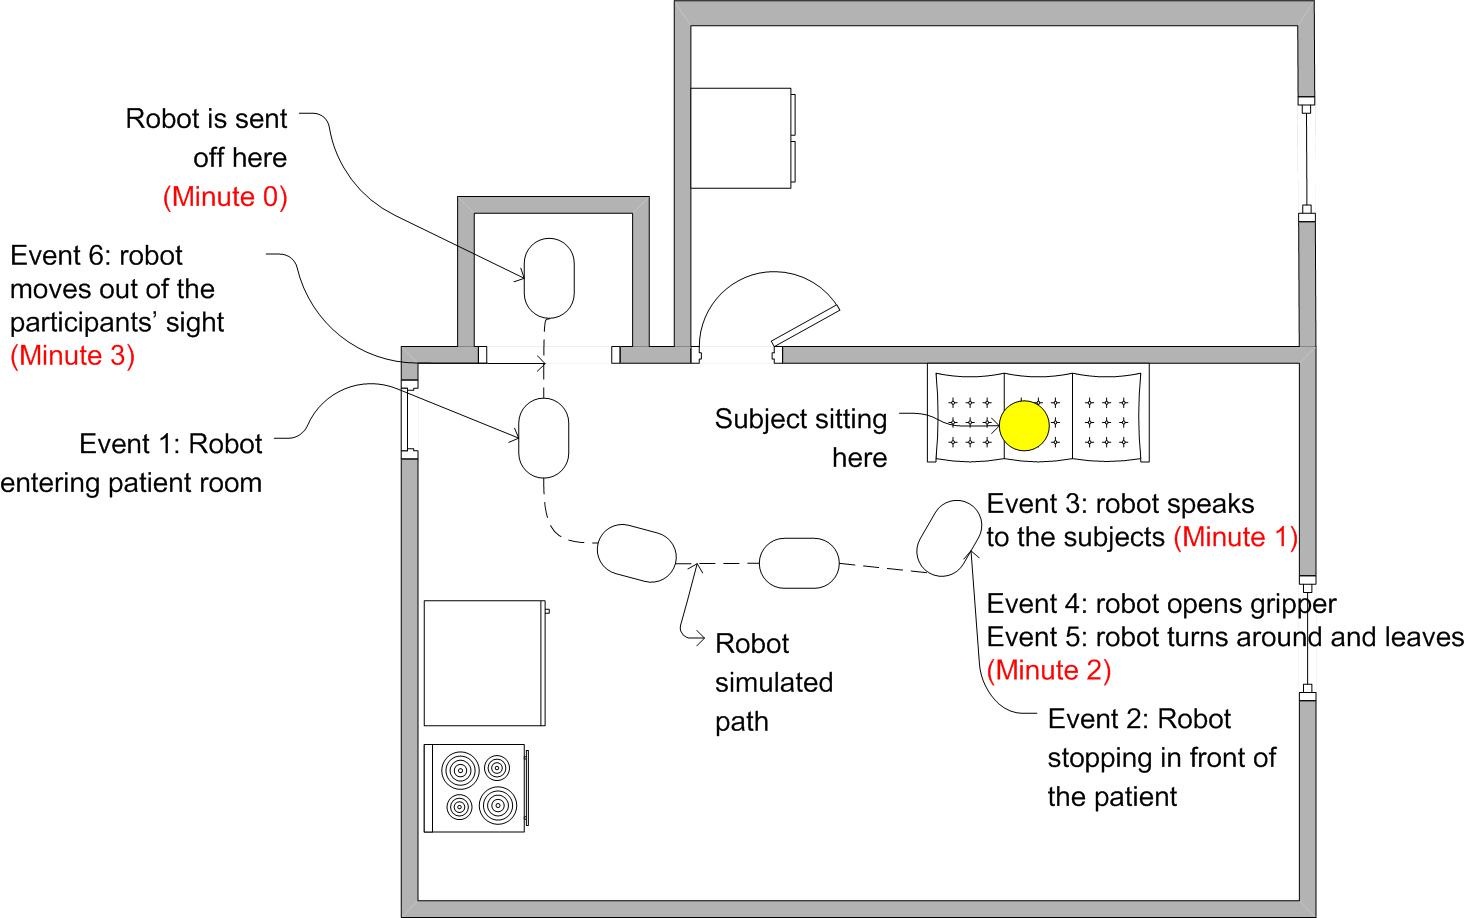 Robot is sent
off here
(Minute 0)
Event 6: robot
moves out of the
participants’ sight
(Minute 3)
Event 1: Robot
entering patient room
Subject sitting
here
Event 3: robot speaks
to the subjects (Minute 1)
Event 4: robot opens gripper
Event 5: robot turns around and leaves
(Minute 2)
Robot
simulated
path
Event 2: Robot
stopping in front of
the patient